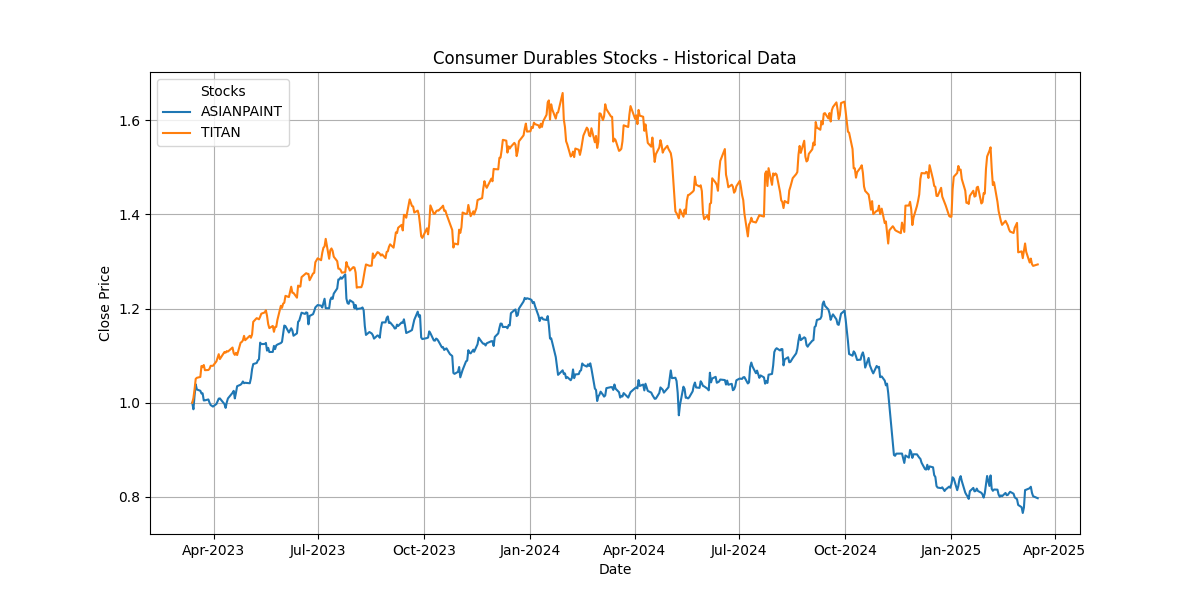 Consumer Durables Stocks - Historical Data
Stocks
ASIANPAINT
TITAN
Close Price
1.6
1.4
1.2
1.0
0.8
Apr-2023 Jul-2023 Oct-2023 Jan-2024 Apr-2024 Jul-2024 Oct-2024 Jan-2025 Apr-2025
Date